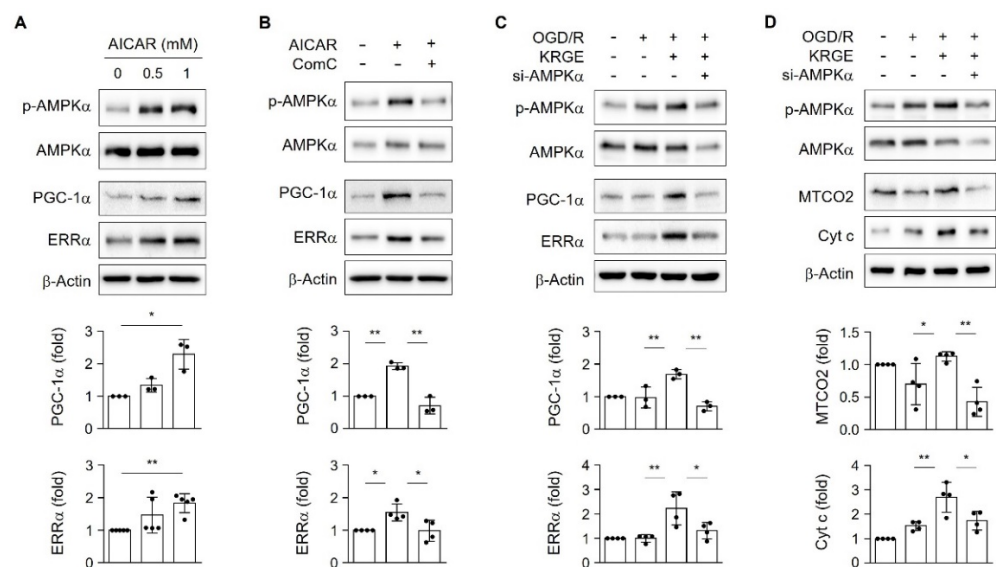 A
AICAR (mM)
0 0.5 1
p-AMPKα
AMPKα
PGC-1α
ERRα
β-Actin
*
PGC-1α (fold)
3
2
1
0
**
ERRα (fold)
3
2
1
0
B
AICAR - + +
ComC - - +
p-AMPKα
AMPKα
PGC-1α
ERRα
β-Actin
** **
PGC-1α (fold)
3
2
1
0
* *
ERRα (fold)
3
2
1
0
C
OGD/R - + + +
KRGE - - + +
si-AMPKα - - - +
p-AMPKα
AMPKα
PGC-1α
ERRα
β-Actin
** **
PGC-1α (fold)
3
2
1
0
** *
ERRα (fold)
4
3
2
1
0
D
OGD/R - + + +
KRGE - - + +
si-AMPKα - - - +
p-AMPKα
AMPKα
MTCO2
Cyt c
β-Actin
* **
MTCO2 (fold)
1.5
1.0
0.5
0.0
** *
Cyt c (fold)
4
3
2
1
0